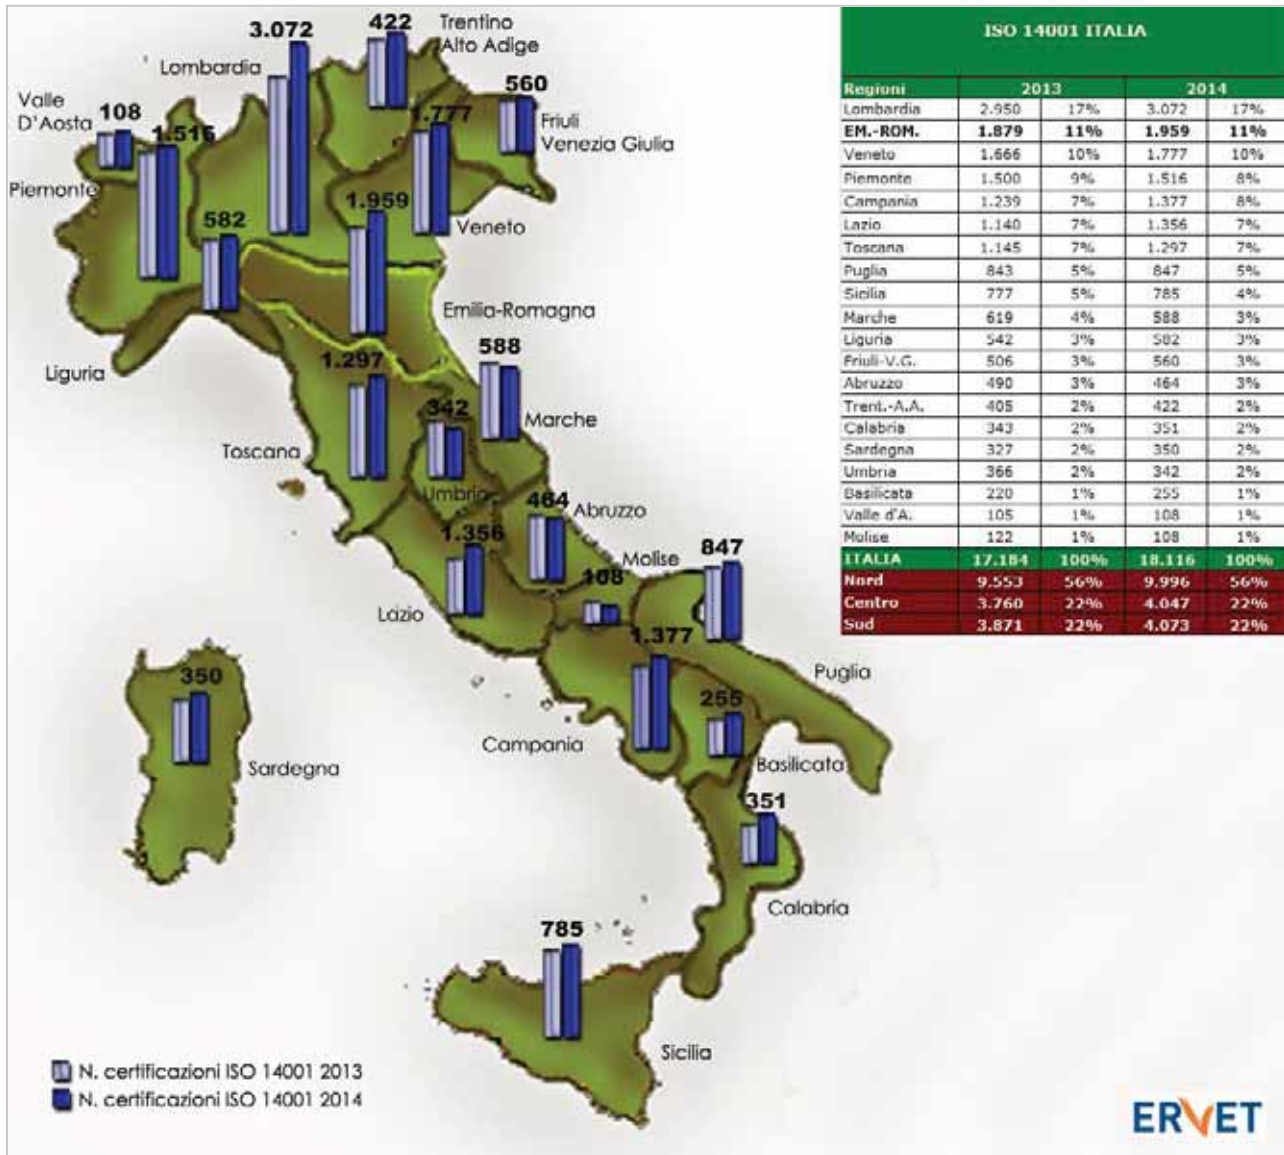 3.072
Lombardia
422
Trentino
Alto Adige
Valle
D'Aosta
108
1.516
Piemonte
1.777
560
Friuli
Venezia Giulia
582
1.959
Veneto
Emilia-Romagna
Liguria
1.297
588
Marche
342
Toscana
Umbria
464
Abruzzo
1.356
Molise
108
847
Lazio
1.377
Puglia
350
Sardegna
Campania
255
Basilicata
351
Calabria
785
Sicilia
N. certificazioni ISO 14001 2013
N. certificazioni ISO 14001 2014
ISO 14001 ITALIA
Regioni 2013 2014
Lombardia 2.950 17% 3.072 17%
EM.-ROM. 1.879 11% 1.959 11%
Veneto 1.666 10% 1.777 10%
Piemonte 1.500 9% 1.516 8%
Campania 1.239 7% 1.377 8%
Lazio 1.140 7% 1.356 7%
Toscana 1.145 7% 1.297 7%
Puglia 843 5% 847 5%
Sicilia 777 5% 785 4%
Marche 619 4% 588 3%
Liguria 542 3% 582 3%
Friuli-V.G. 506 3% 560 3%
Abruzzo 490 3% 464 3%
Trent.-A.A. 405 2% 422 2%
Calabria 343 2% 351 2%
Sardegna 327 2% 350 2%
Umbria 366 2% 342 2%
Basilicata 220 1% 255 1%
Valle d'A. 105 1% 108 1%
Molise 122 1% 108 1%
ITALIA 17.184 100% 18.116 100%
Nord 9.553 56% 9.996 56%
Centro 3.760 22% 4.047 22%
Sud 3.871 22% 4.073 22%
ERVET